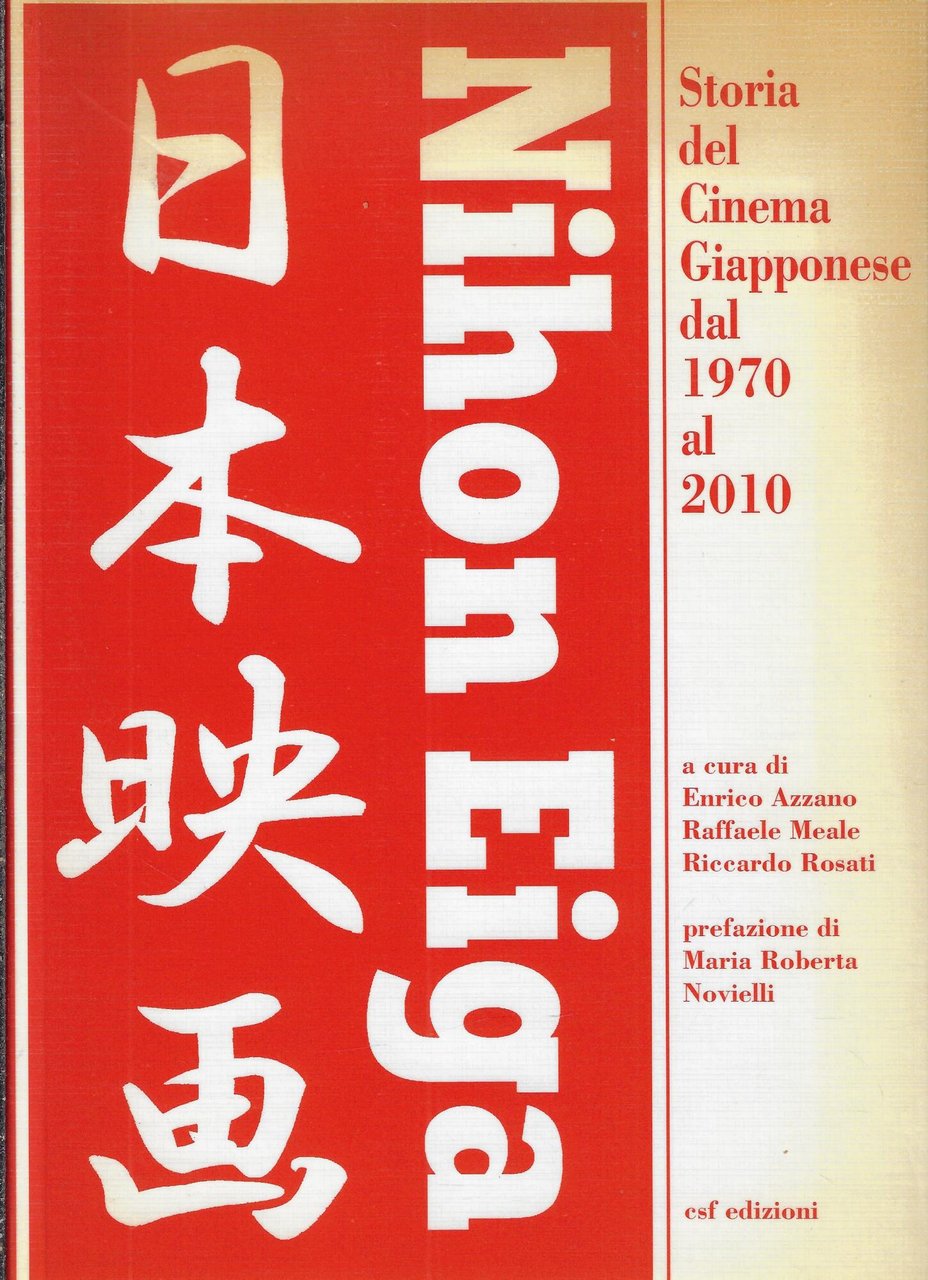 日本映画
Nihon Eiga
Storia
del
Cinema
Giapponese
dal
1970
al
2010
a cura di
Enrico Azzano
Raffaele Meale
Riccardo Rosati
prefazione di
Maria Roberta
Novielli
csf edizioni